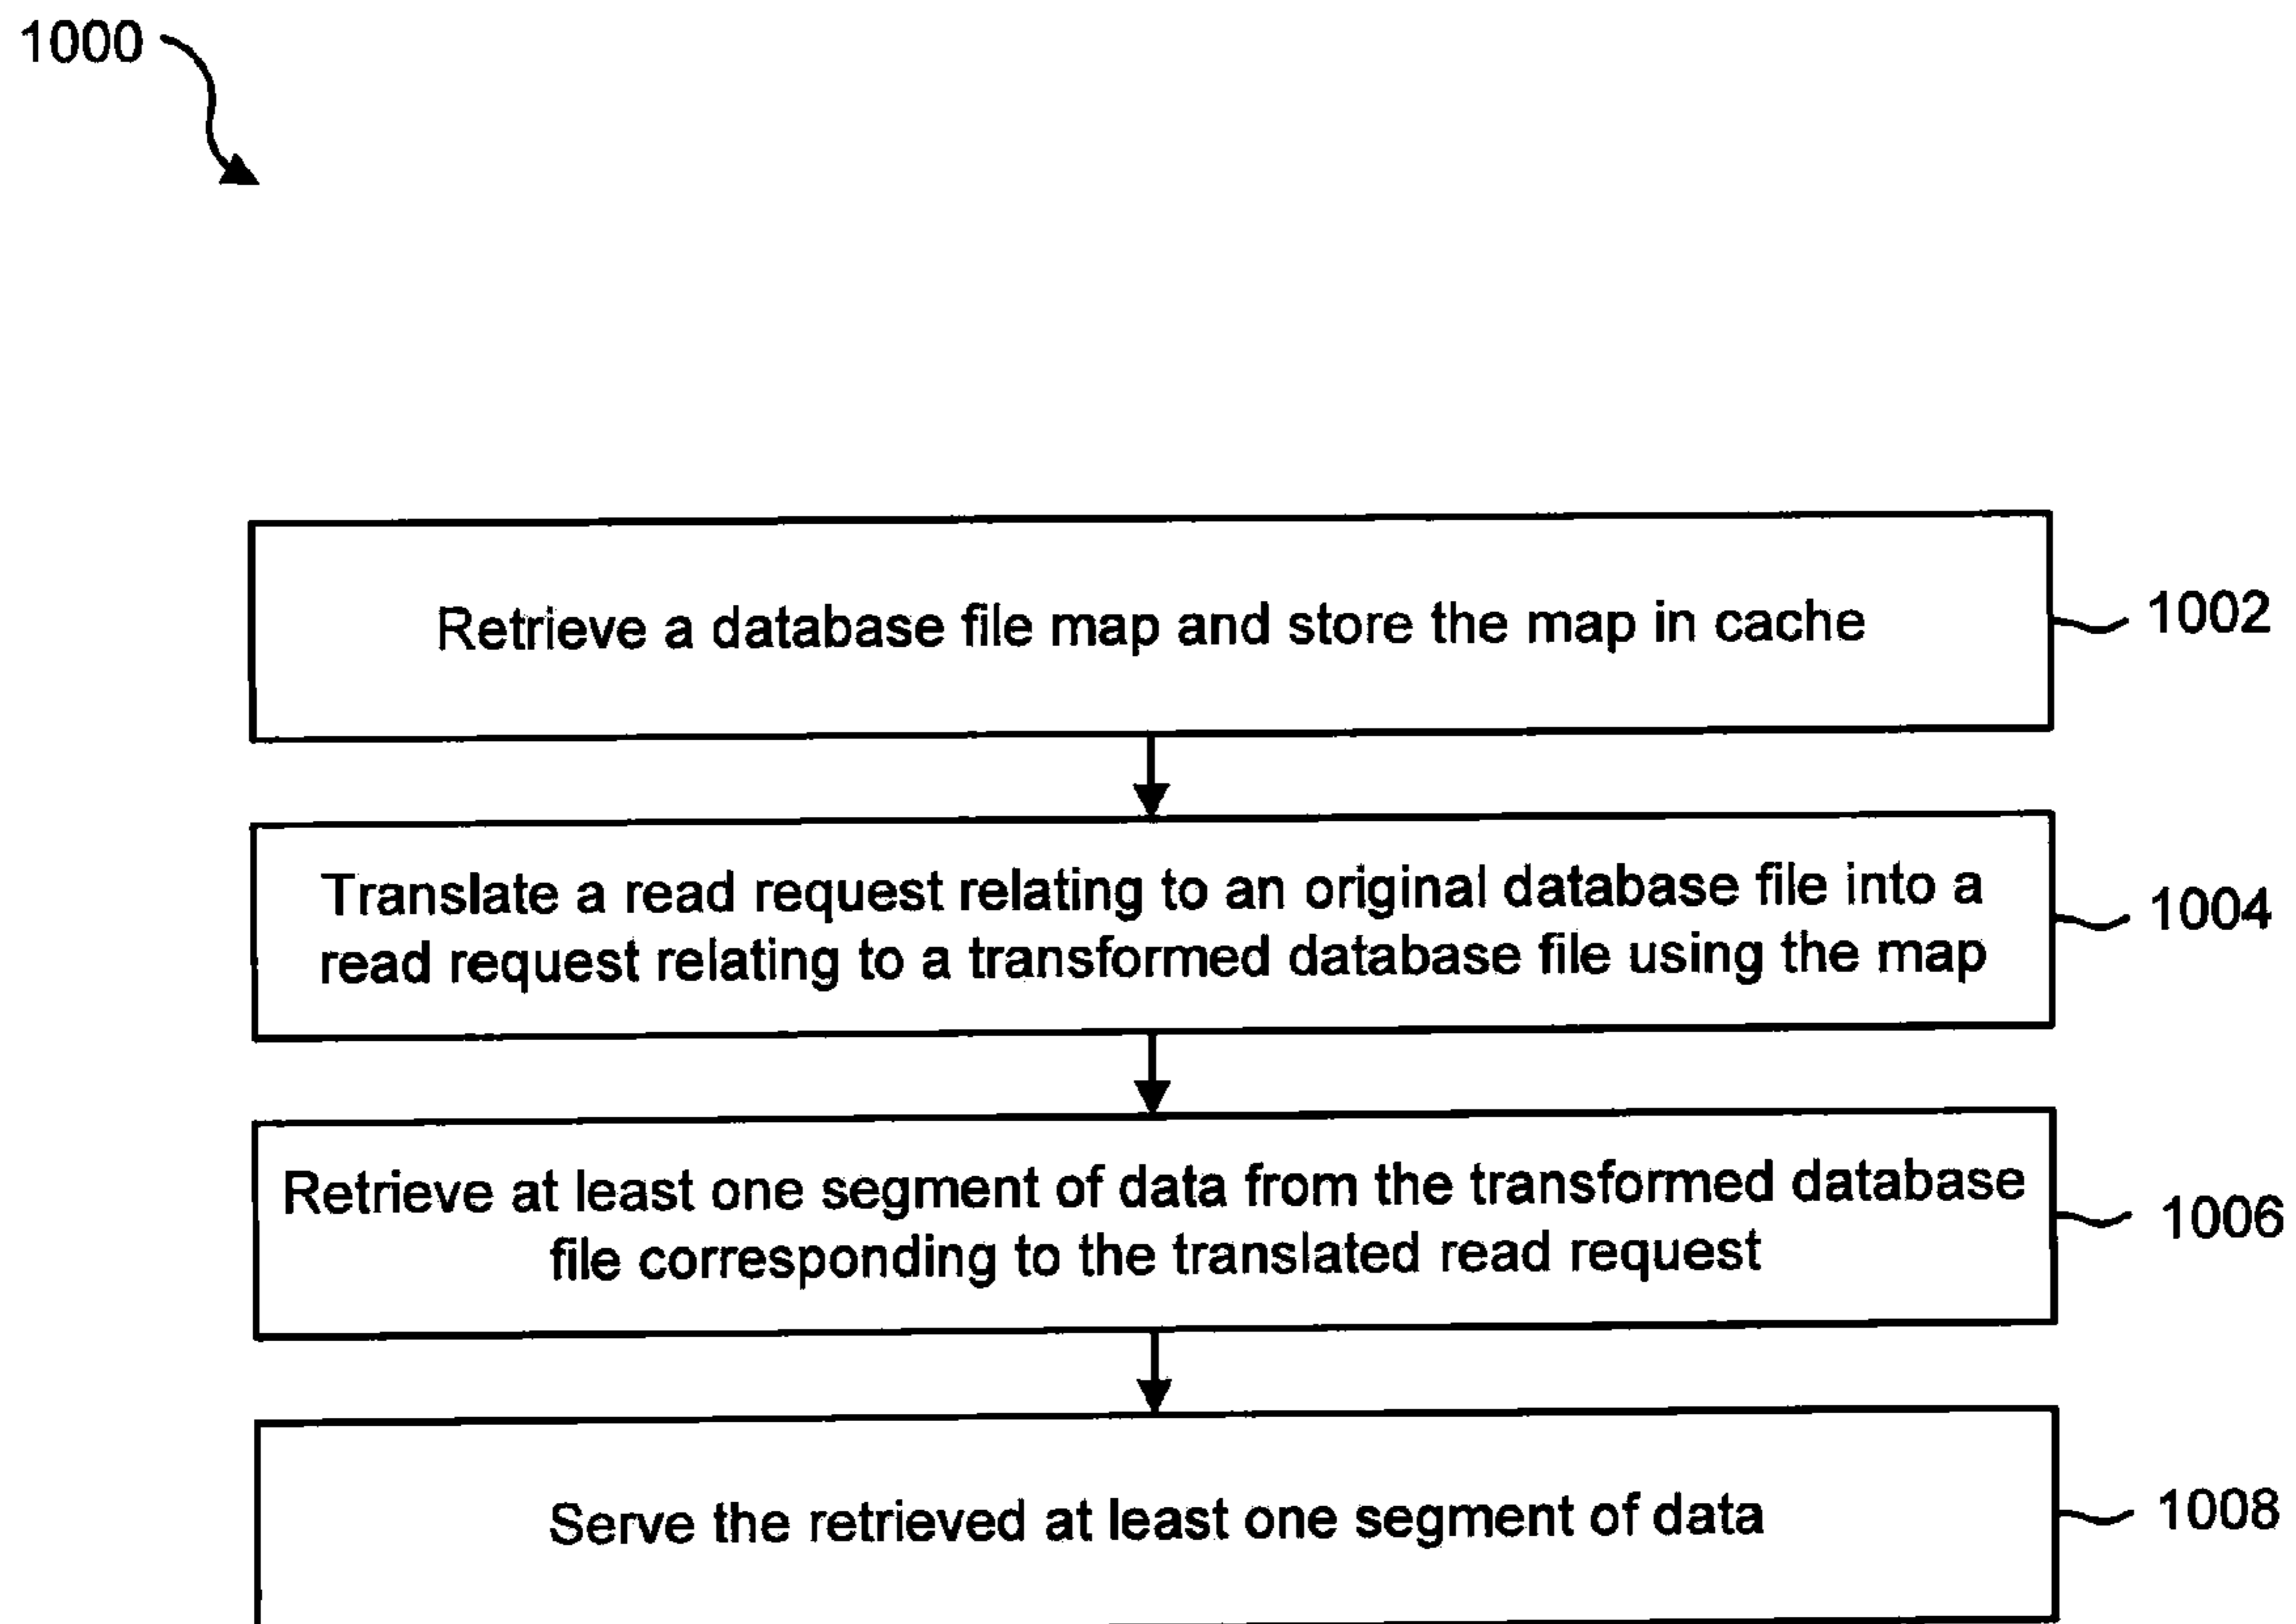 1000
Retrieve a database file map and store the map in cache
1002
Translate a read request relating to an original database file into a
read request relating to a transformed database file using the map
1004
Retrieve at least one segment of data from the transformed database
file corresponding to the translated read request
1006
Serve the retrieved at least one segment of data
1008